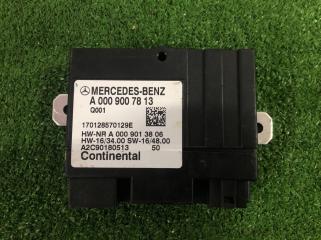 MERCEDES-BENZ
A 000 900 78 13
Q001
170128570129E
HW-NR A 000 901 38 06
HW-16/34.00 SW-16/48.00
A2C90180513 50
Continental